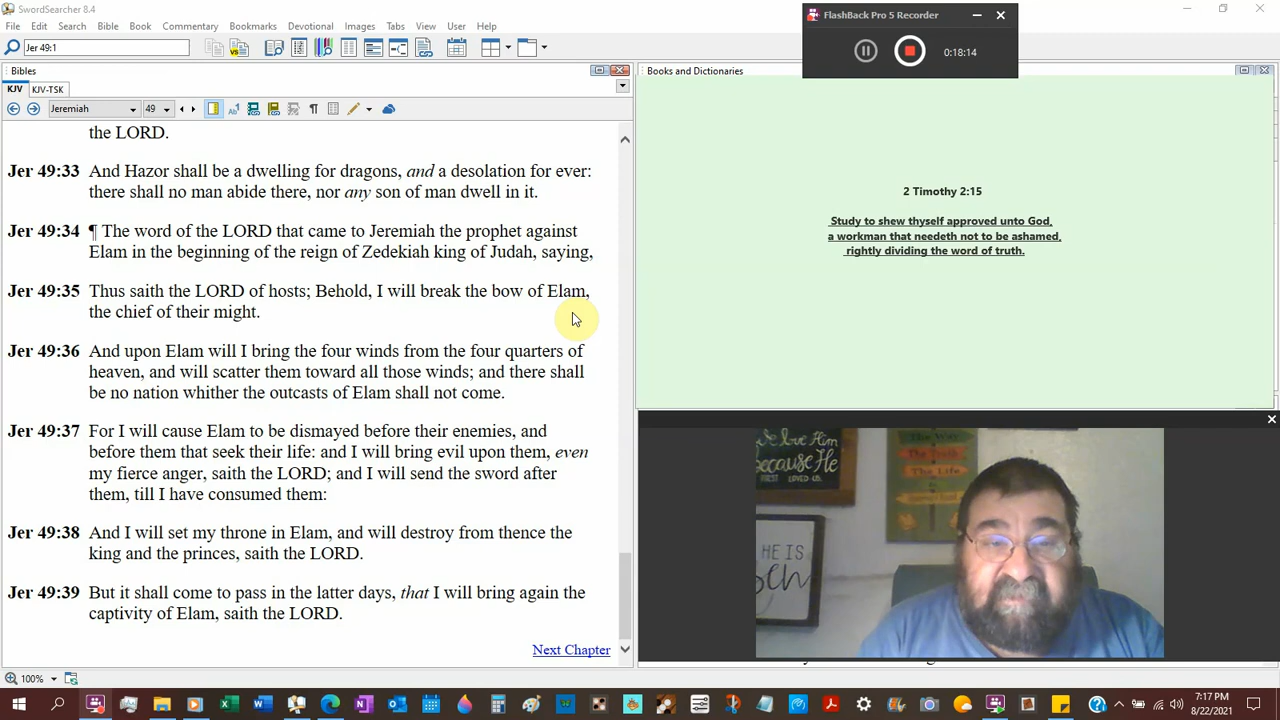 SwordSearcher 8.4
File Edit Search Bible Book Commentary Bookmarks Devotional Images Tabs View User Help
Jer 49:1
FlashBack Pro 5 Recorder
0:18:14
Bibles
KJV KJV-TSK
Jeremiah 49
the LORD.
Jer 49:33 And Hazor shall be a dwelling for dragons, and a desolation for ever:
there shall no man abide there, nor any son of man dwell in it.
Jer 49:34 ¶ The word of the LORD that came to Jeremiah the prophet against
Elam in the beginning of the reign of Zedekiah king of Judah, saying,
Jer 49:35 Thus saith the LORD of hosts; Behold, I will break the bow of Elam,
the chief of their might.
Jer 49:36 And upon Elam will I bring the four winds from the four quarters of
heaven, and will scatter them toward all those winds; and there shall
be no nation whither the outcasts of Elam shall not come.
Jer 49:37 For I will cause Elam to be dismayed before their enemies, and
before them that seek their life: and I will bring evil upon them, even
my fierce anger, saith the LORD; and I will send the sword after
them, till I have consumed them:
Jer 49:38 And I will set my throne in Elam, and will destroy from thence the
king and the princes, saith the LORD.
Jer 49:39 But it shall come to pass in the latter days, that I will bring again the
captivity of Elam, saith the LORD.
Next Chapter
100%
Books and Dictionaries
2 Timothy 2:15
Study to shew thyself approved unto God,
a workman that needeth not to be ashamed,
rightly dividing the word of truth.
We love Him
because He
FIRST LOVED US
The Way
The Truth
The Life
HE IS
7:17 PM
8/22/2021